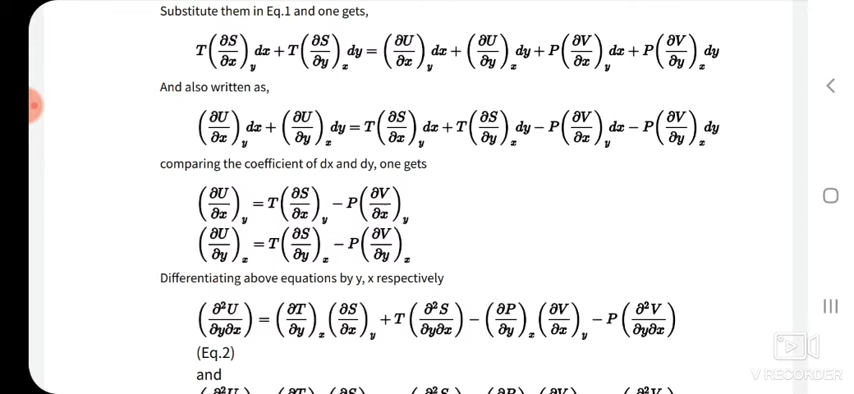 Substitute them in Eq.1 and one gets,
T(∂S/∂x)_y dx + T(∂S/∂y)_x dy = (∂U/∂x)_y dx + (∂U/∂y)_x dy + P(∂V/∂x)_y dx + P(∂V/∂y)_x dy
And also written as,
(∂U/∂x)_y dx + (∂U/∂y)_x dy = T(∂S/∂x)_y dx + T(∂S/∂y)_x dy − P(∂V/∂x)_y dx − P(∂V/∂y)_x dy
comparing the coefficient of dx and dy, one gets
(∂U/∂x)_y = T(∂S/∂x)_y − P(∂V/∂x)_y
(∂U/∂y)_x = T(∂S/∂y)_x − P(∂V/∂y)_x
Differentiating above equations by y, x respectively
(∂²U/∂y∂x) = (∂T/∂y)_x (∂S/∂x)_y + T(∂²S/∂y∂x) − (∂P/∂y)_x (∂V/∂x)_y − P(∂²V/∂y∂x)
(Eq.2)
and
V RECORDER